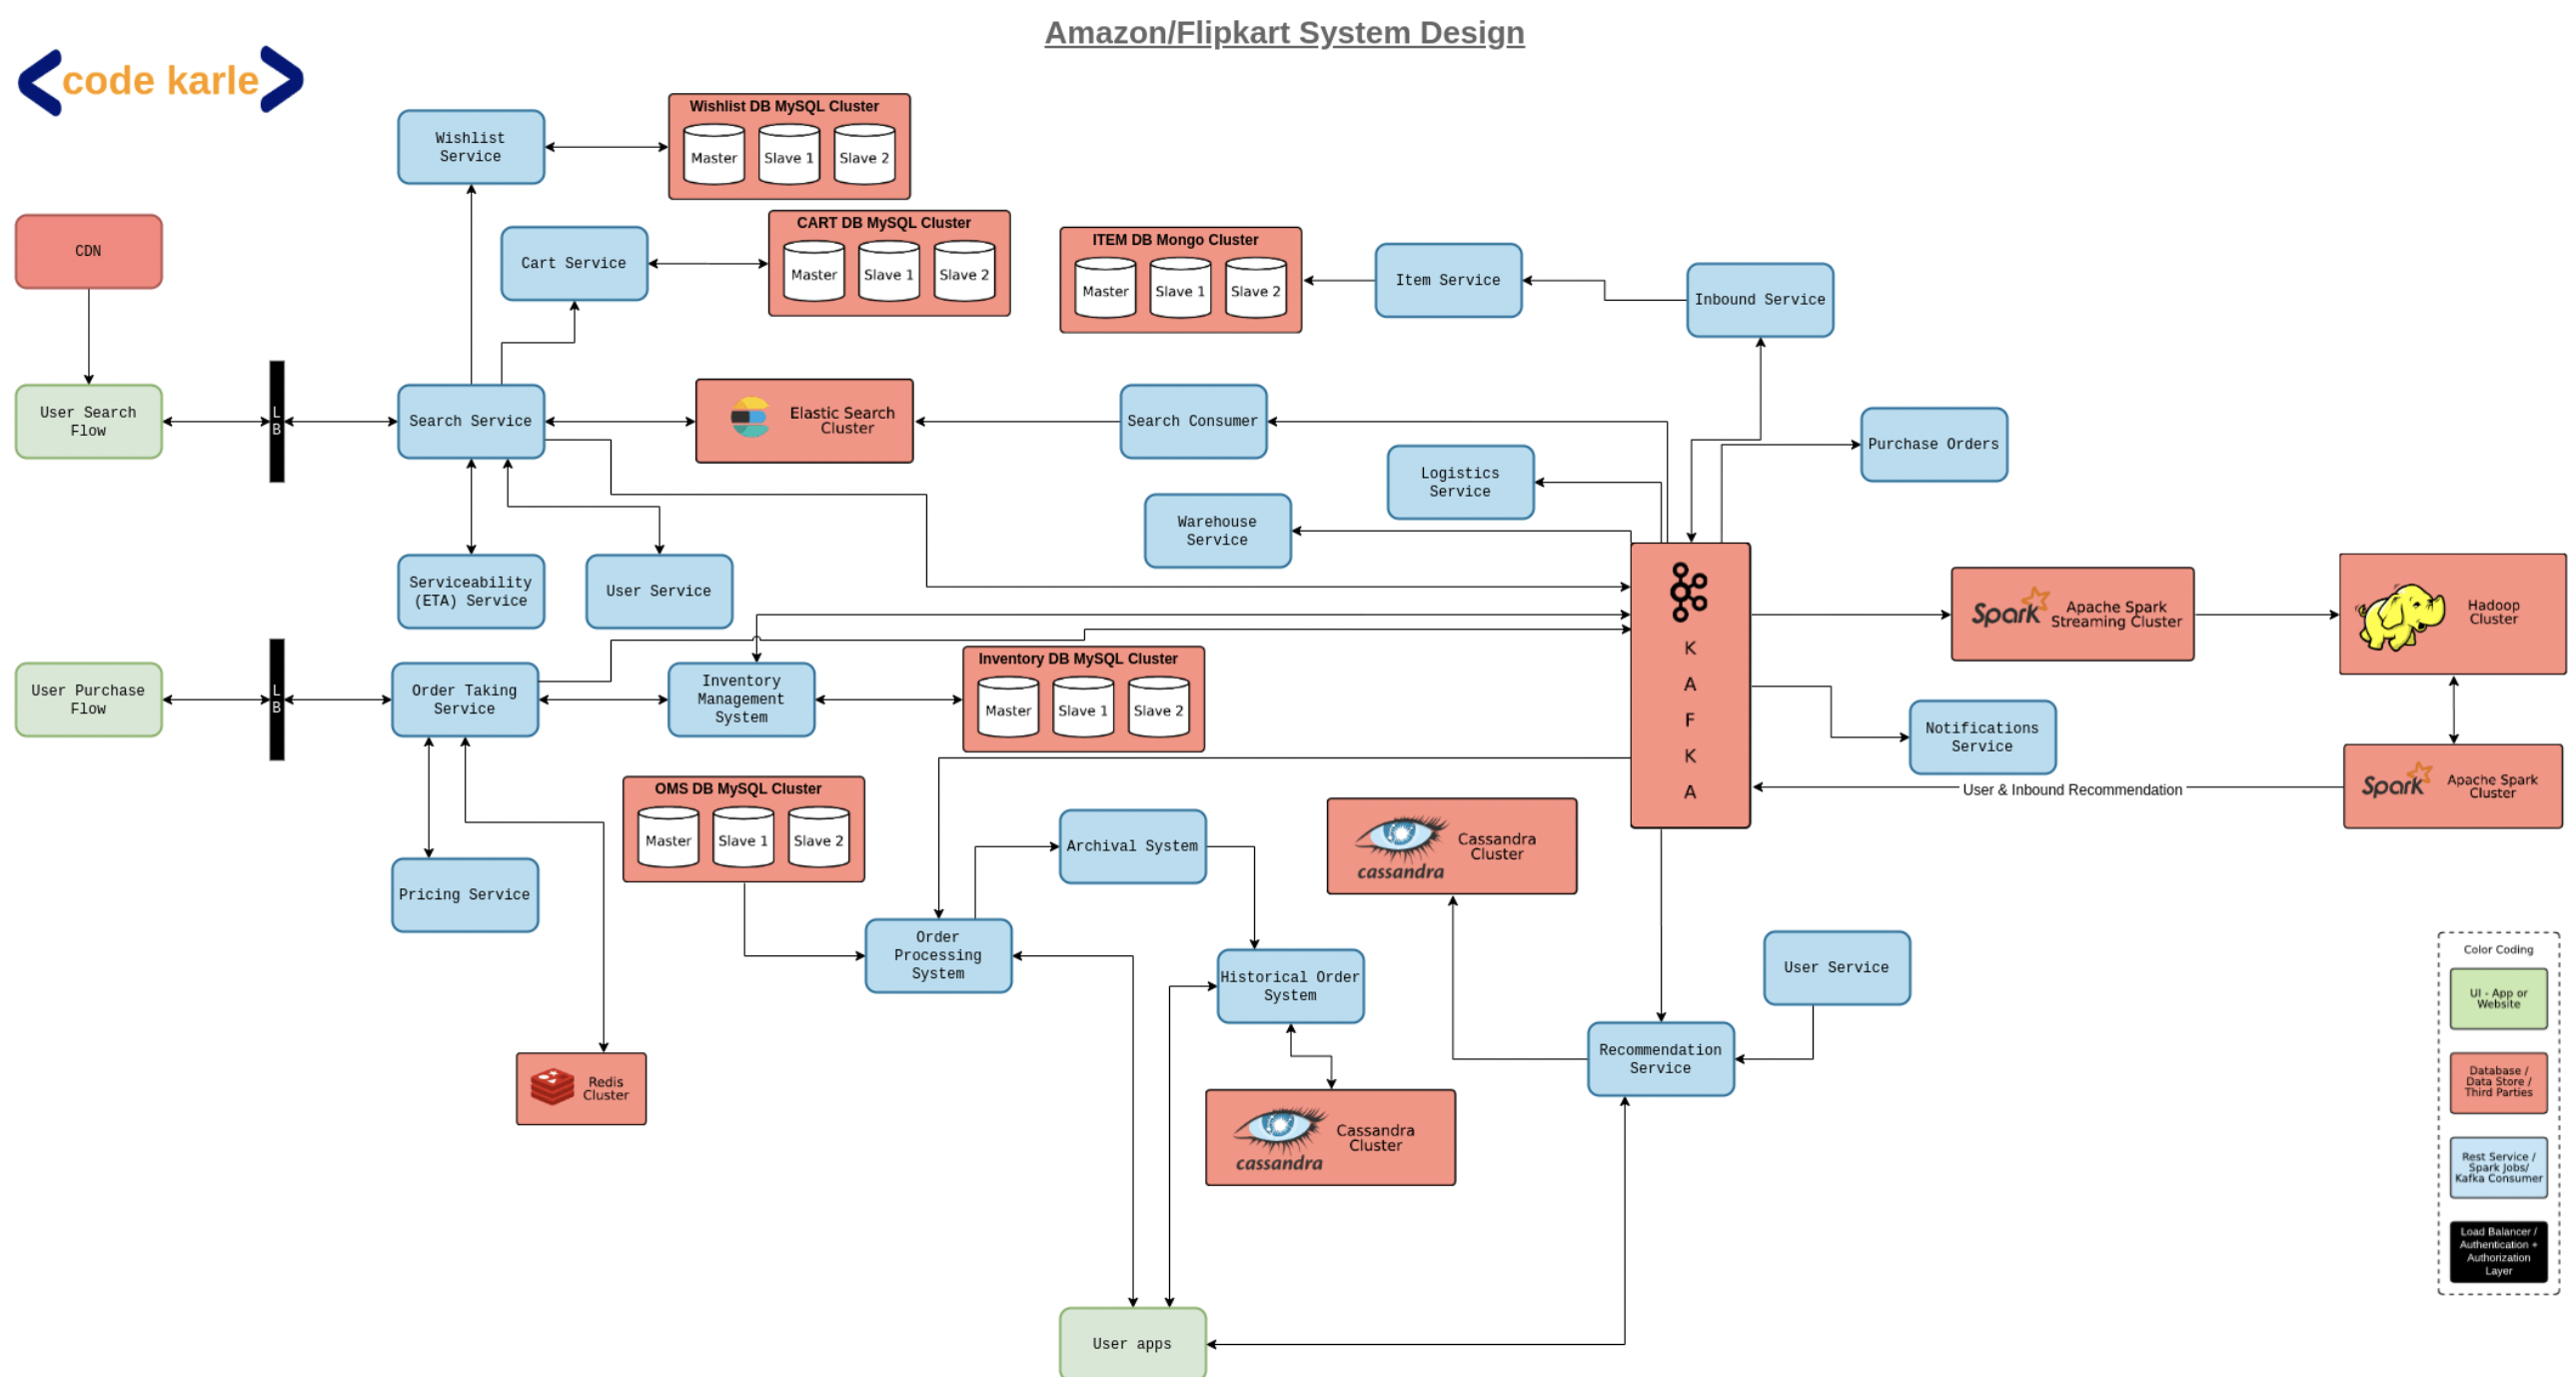 Amazon/Flipkart System Design
<code karle>
Wishlist DB MySQL Cluster
Master
Slave 1
Slave 2
Wishlist
Service
CART DB MySQL Cluster
Master
Slave 1
Slave 2
CDN
Cart Service
ITEM DB Mongo Cluster
Master
Slave 1
Slave 2
Item Service
Inbound Service
User Search
Flow
L
B
Search Service
Elastic Search
Cluster
Search Consumer
Purchase Orders
Logistics
Service
Warehouse
Service
Serviceability
(ETA) Service
User Service
K
A
F
K
A
Spark
Apache Spark
Streaming Cluster
Hadoop
Cluster
User Purchase
Flow
L
B
Order Taking
Service
Inventory
Management
System
Inventory DB MySQL Cluster
Master
Slave 1
Slave 2
Notifications
Service
OMS DB MySQL Cluster
Master
Slave 1
Slave 2
User & Inbound Recommendation
Spark
Apache Spark
Cluster
Archival System
cassandra
Cassandra
Cluster
Pricing Service
Order
Processing
System
Historical Order
System
User Service
Recommendation
Service
Redis
Cluster
cassandra
Cassandra
Cluster
User apps
Color Coding
UI - App or
Website
Database /
Data Store /
Third Parties
Rest Service /
Spark Jobs/
Kafka Consumer
Load Balancer /
Authentication +
Authorization
Layer